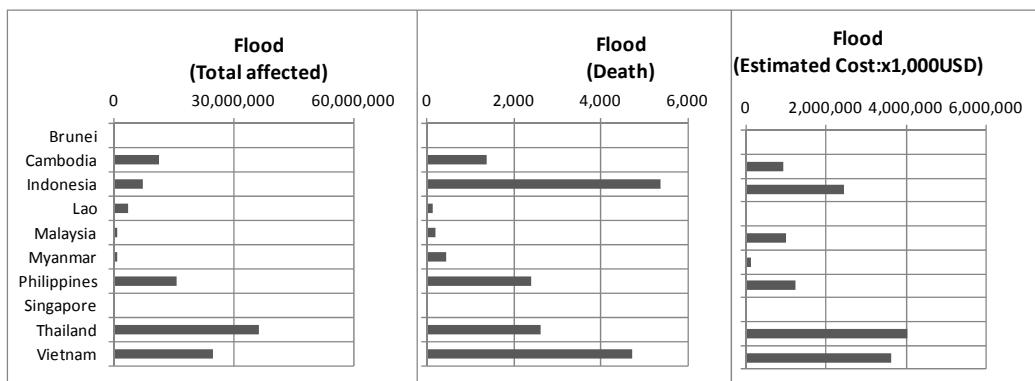 Flood
(Total affected)
0 30,000,000 60,000,000
Brunei
Cambodia
Indonesia
Lao
Malaysia
Myanmar
Philippines
Singapore
Thailand
Vietnam
Flood
(Death)
0 2,000 4,000 6,000
Flood
(Estimated Cost:x1,000USD)
0 2,000,000 4,000,000 6,000,000